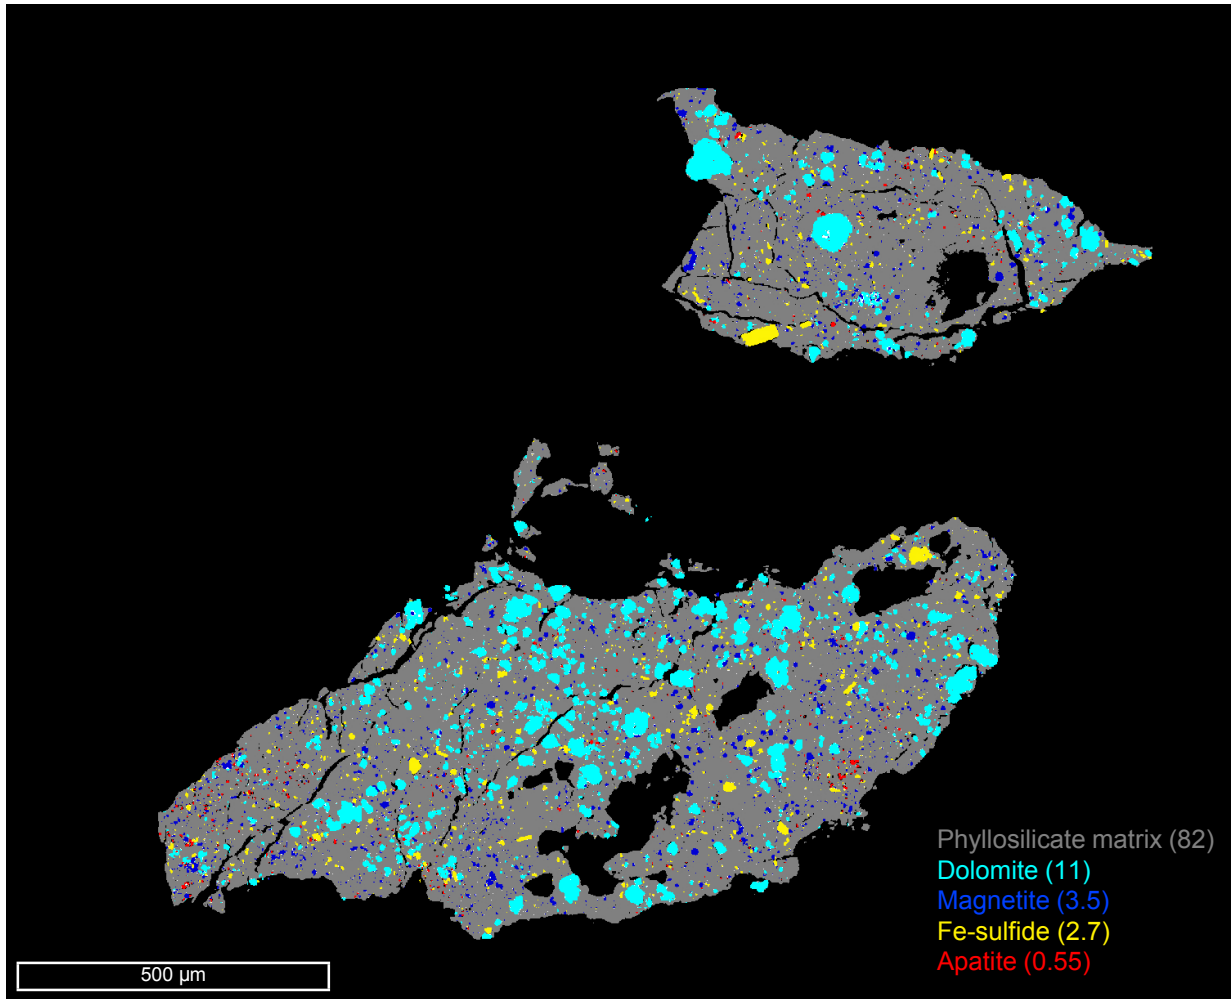 Phyllosilicate matrix (82)
Dolomite (11)
Magnetite (3.5)
Fe-sulfide (2.7)
Apatite (0.55)
500 µm